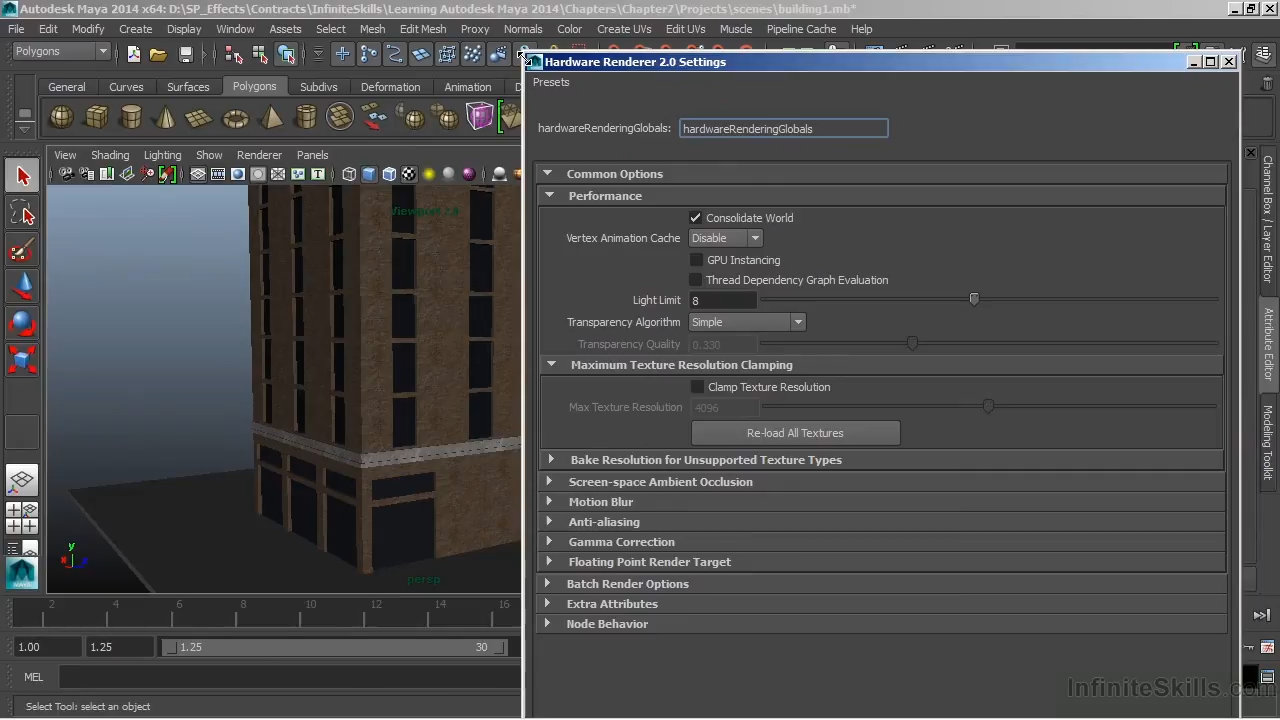 Autodesk Maya 2014 x64: D:\SP_Effects\Contracts\InfiniteSkills\Learning Autodesk Maya 2014\Chapters\Chapter7\Projects\scenes\building1.mb*
File Edit Modify Create Display Window Assets Select Mesh Edit Mesh Proxy Normals Color Create UVs Edit UVs Muscle Pipeline Cache Help
Polygons
Hardware Renderer 2.0 Settings
Presets
General Curves Surfaces Polygons Subdivs Deformation Animation D
hardwareRenderingGlobals: hardwareRenderingGlobals
View Shading Lighting Show Renderer Panels
Common Options
Performance
Viewport 2.0
Consolidate World
Vertex Animation Cache Disable
GPU Instancing
Thread Dependency Graph Evaluation
Light Limit 8
Transparency Algorithm Simple
Transparency Quality 0.330
Maximum Texture Resolution Clamping
Clamp Texture Resolution
Max Texture Resolution 4096
Re-load All Textures
Bake Resolution for Unsupported Texture Types
Screen-space Ambient Occlusion
Motion Blur
Anti-aliasing
Gamma Correction
Floating Point Render Target
Batch Render Options
Extra Attributes
Node Behavior
Channel Box / Layer Editor
Attribute Editor
Modeling Toolkit
y
x
z
persp
2 4 6 8 10 12 14 16
1.00 1.25 1.25 30
MEL
InfiniteSkills.com
Select Tool: select an object